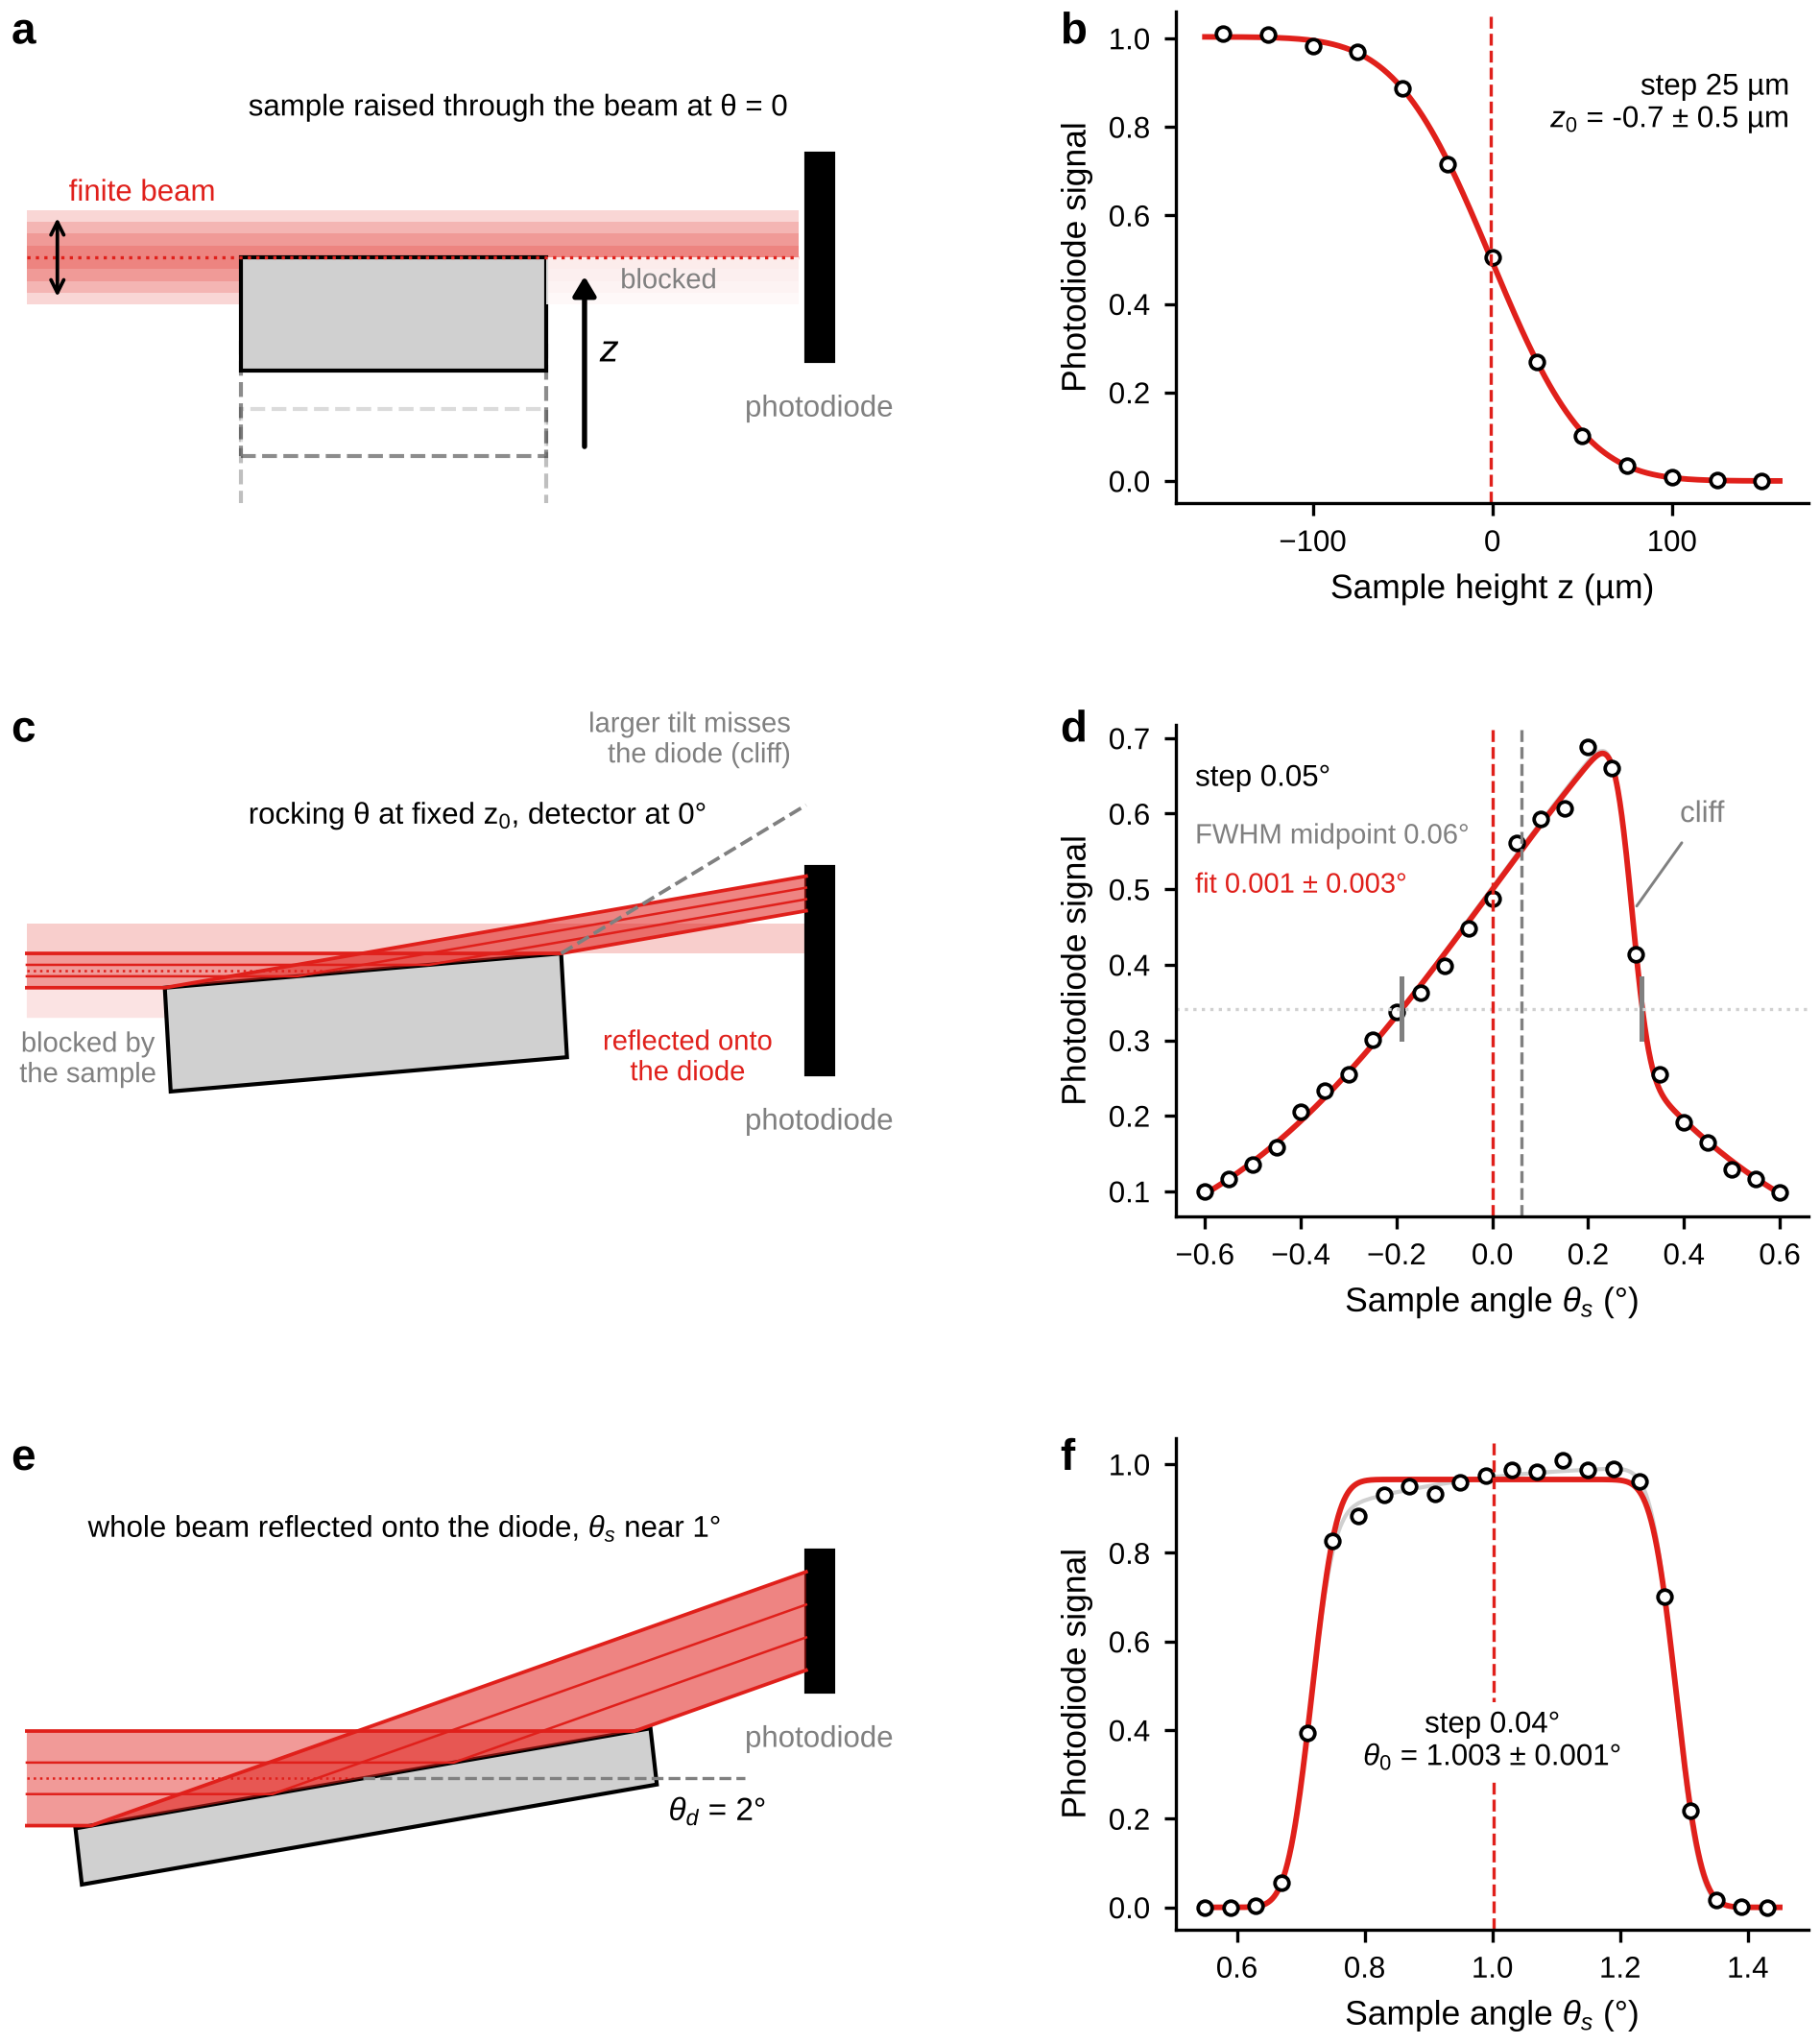 a
sample raised through the beam at θ = 0
finite beam
blocked
z
photodiode
b
1.0
0.8
0.6
0.4
0.2
0.0
Photodiode signal
step 25 µm
z0 = -0.7 ± 0.5 µm
−100
0
100
Sample height z (µm)
c
larger tilt misses
the diode (cliff)
rocking θ at fixed z0, detector at 0°
blocked by
the sample
reflected onto
the diode
photodiode
d
0.7
0.6
0.5
0.4
0.3
0.2
0.1
Photodiode signal
step 0.05°
FWHM midpoint 0.06°
fit 0.001 ± 0.003°
cliff
−0.6
−0.4
−0.2
0.0
0.2
0.4
0.6
Sample angle θs (°)
e
whole beam reflected onto the diode, θs near 1°
photodiode
θd = 2°
f
1.0
0.8
0.6
0.4
0.2
0.0
Photodiode signal
step 0.04°
θ0 = 1.003 ± 0.001°
0.6
0.8
1.0
1.2
1.4
Sample angle θs (°)